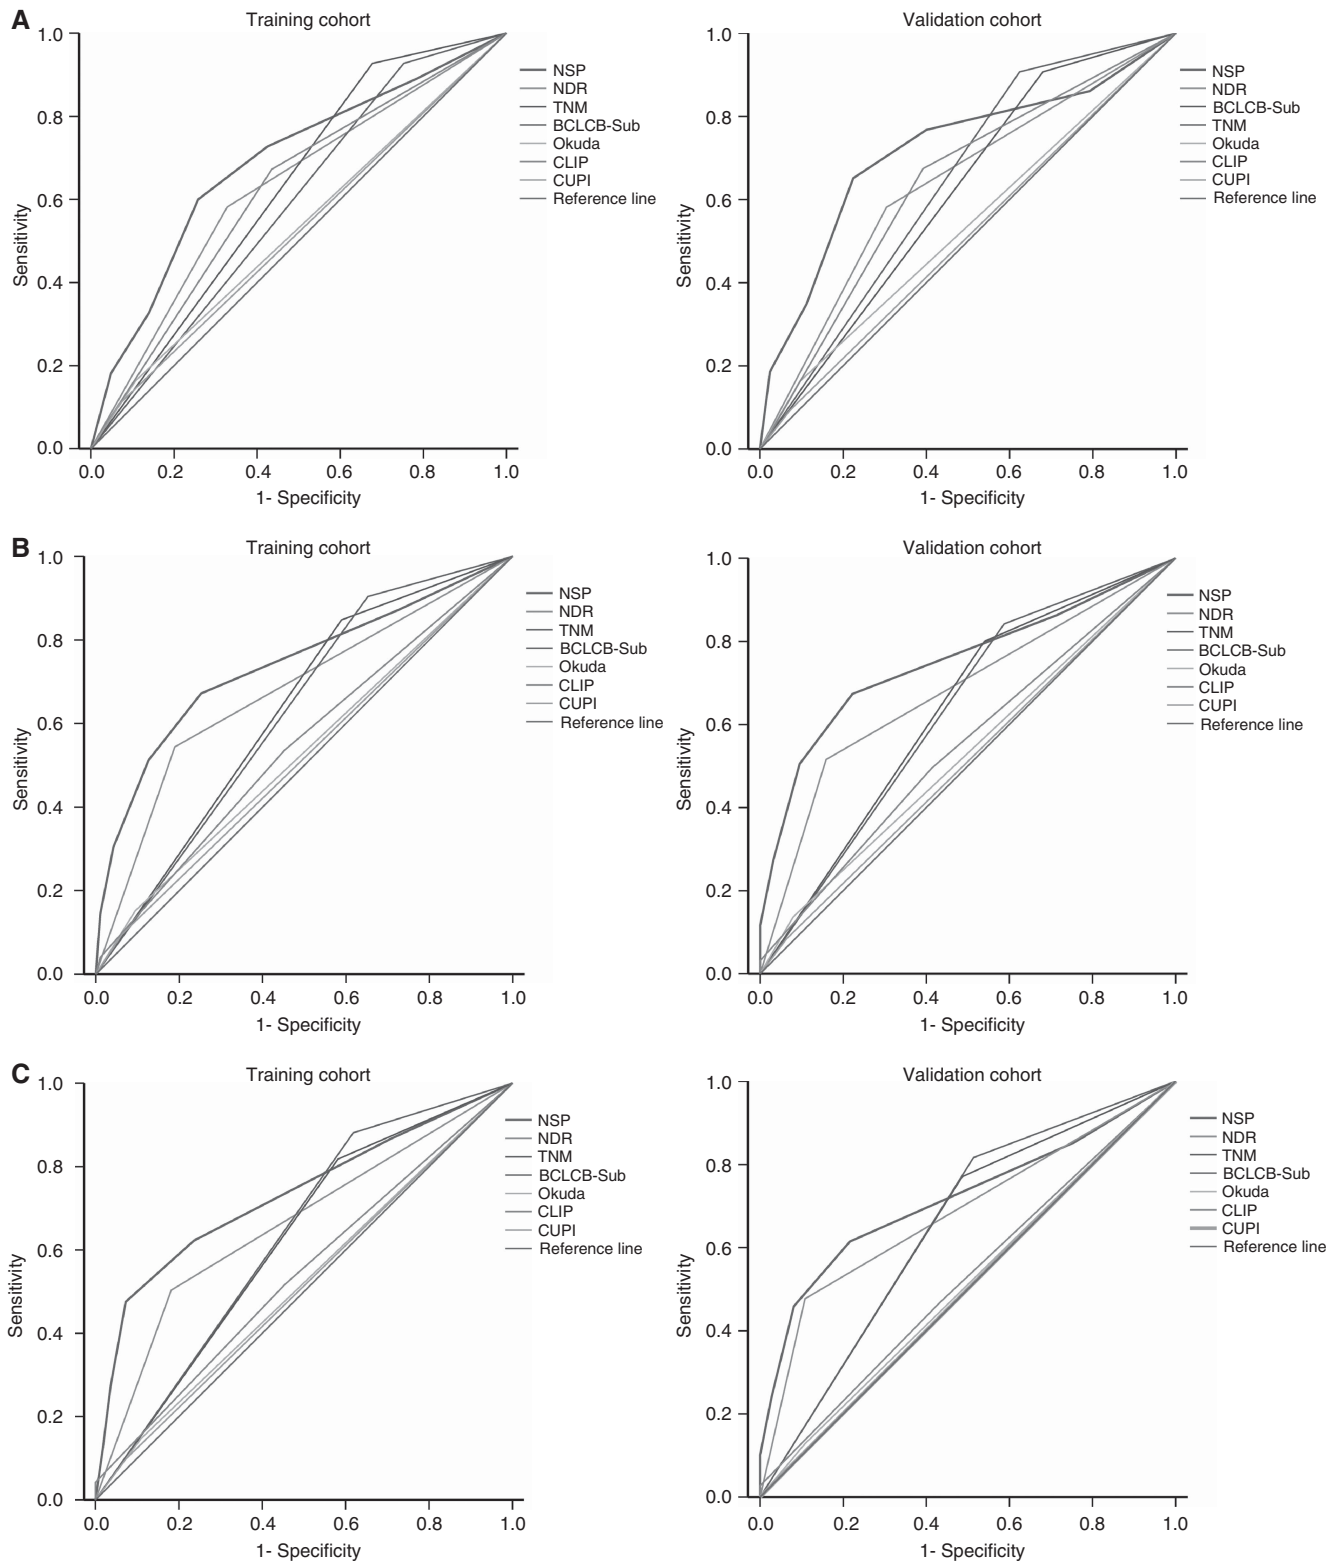 A
Training cohort
1.0
0.8
0.6
0.4
0.2
0.0
Sensitivity
0.0 0.2 0.4 0.6 0.8 1.0
1- Specificity
NSP
NDR
TNM
BCLCB-Sub
Okuda
CLIP
CUPI
Reference line
Validation cohort
1.0
0.8
0.6
0.4
0.2
0.0
Sensitivity
0.0 0.2 0.4 0.6 0.8 1.0
1- Specificity
NSP
NDR
BCLCB-Sub
TNM
Okuda
CLIP
CUPI
Reference line
B
Training cohort
1.0
0.8
0.6
0.4
0.2
0.0
Sensitivity
0.0 0.2 0.4 0.6 0.8 1.0
1- Specificity
NSP
NDR
TNM
BCLCB-Sub
Okuda
CLIP
CUPI
Reference line
Validation cohort
1.0
0.8
0.6
0.4
0.2
0.0
Sensitivity
0.0 0.2 0.4 0.6 0.8 1.0
1- Specificity
NSP
NDR
TNM
BCLCB-Sub
Okuda
CLIP
CUPI
Reference line
C
Training cohort
1.0
0.8
0.6
0.4
0.2
0.0
Sensitivity
0.0 0.2 0.4 0.6 0.8 1.0
1- Specificity
NSP
NDR
TNM
BCLCB-Sub
Okuda
CLIP
CUPI
Reference line
Validation cohort
1.0
0.8
0.6
0.4
0.2
0.0
Sensitivity
0.0 0.2 0.4 0.6 0.8 1.0
1- Specificity
NSP
NDR
TNM
BCLCB-Sub
Okuda
CLIP
CUPI
Reference line